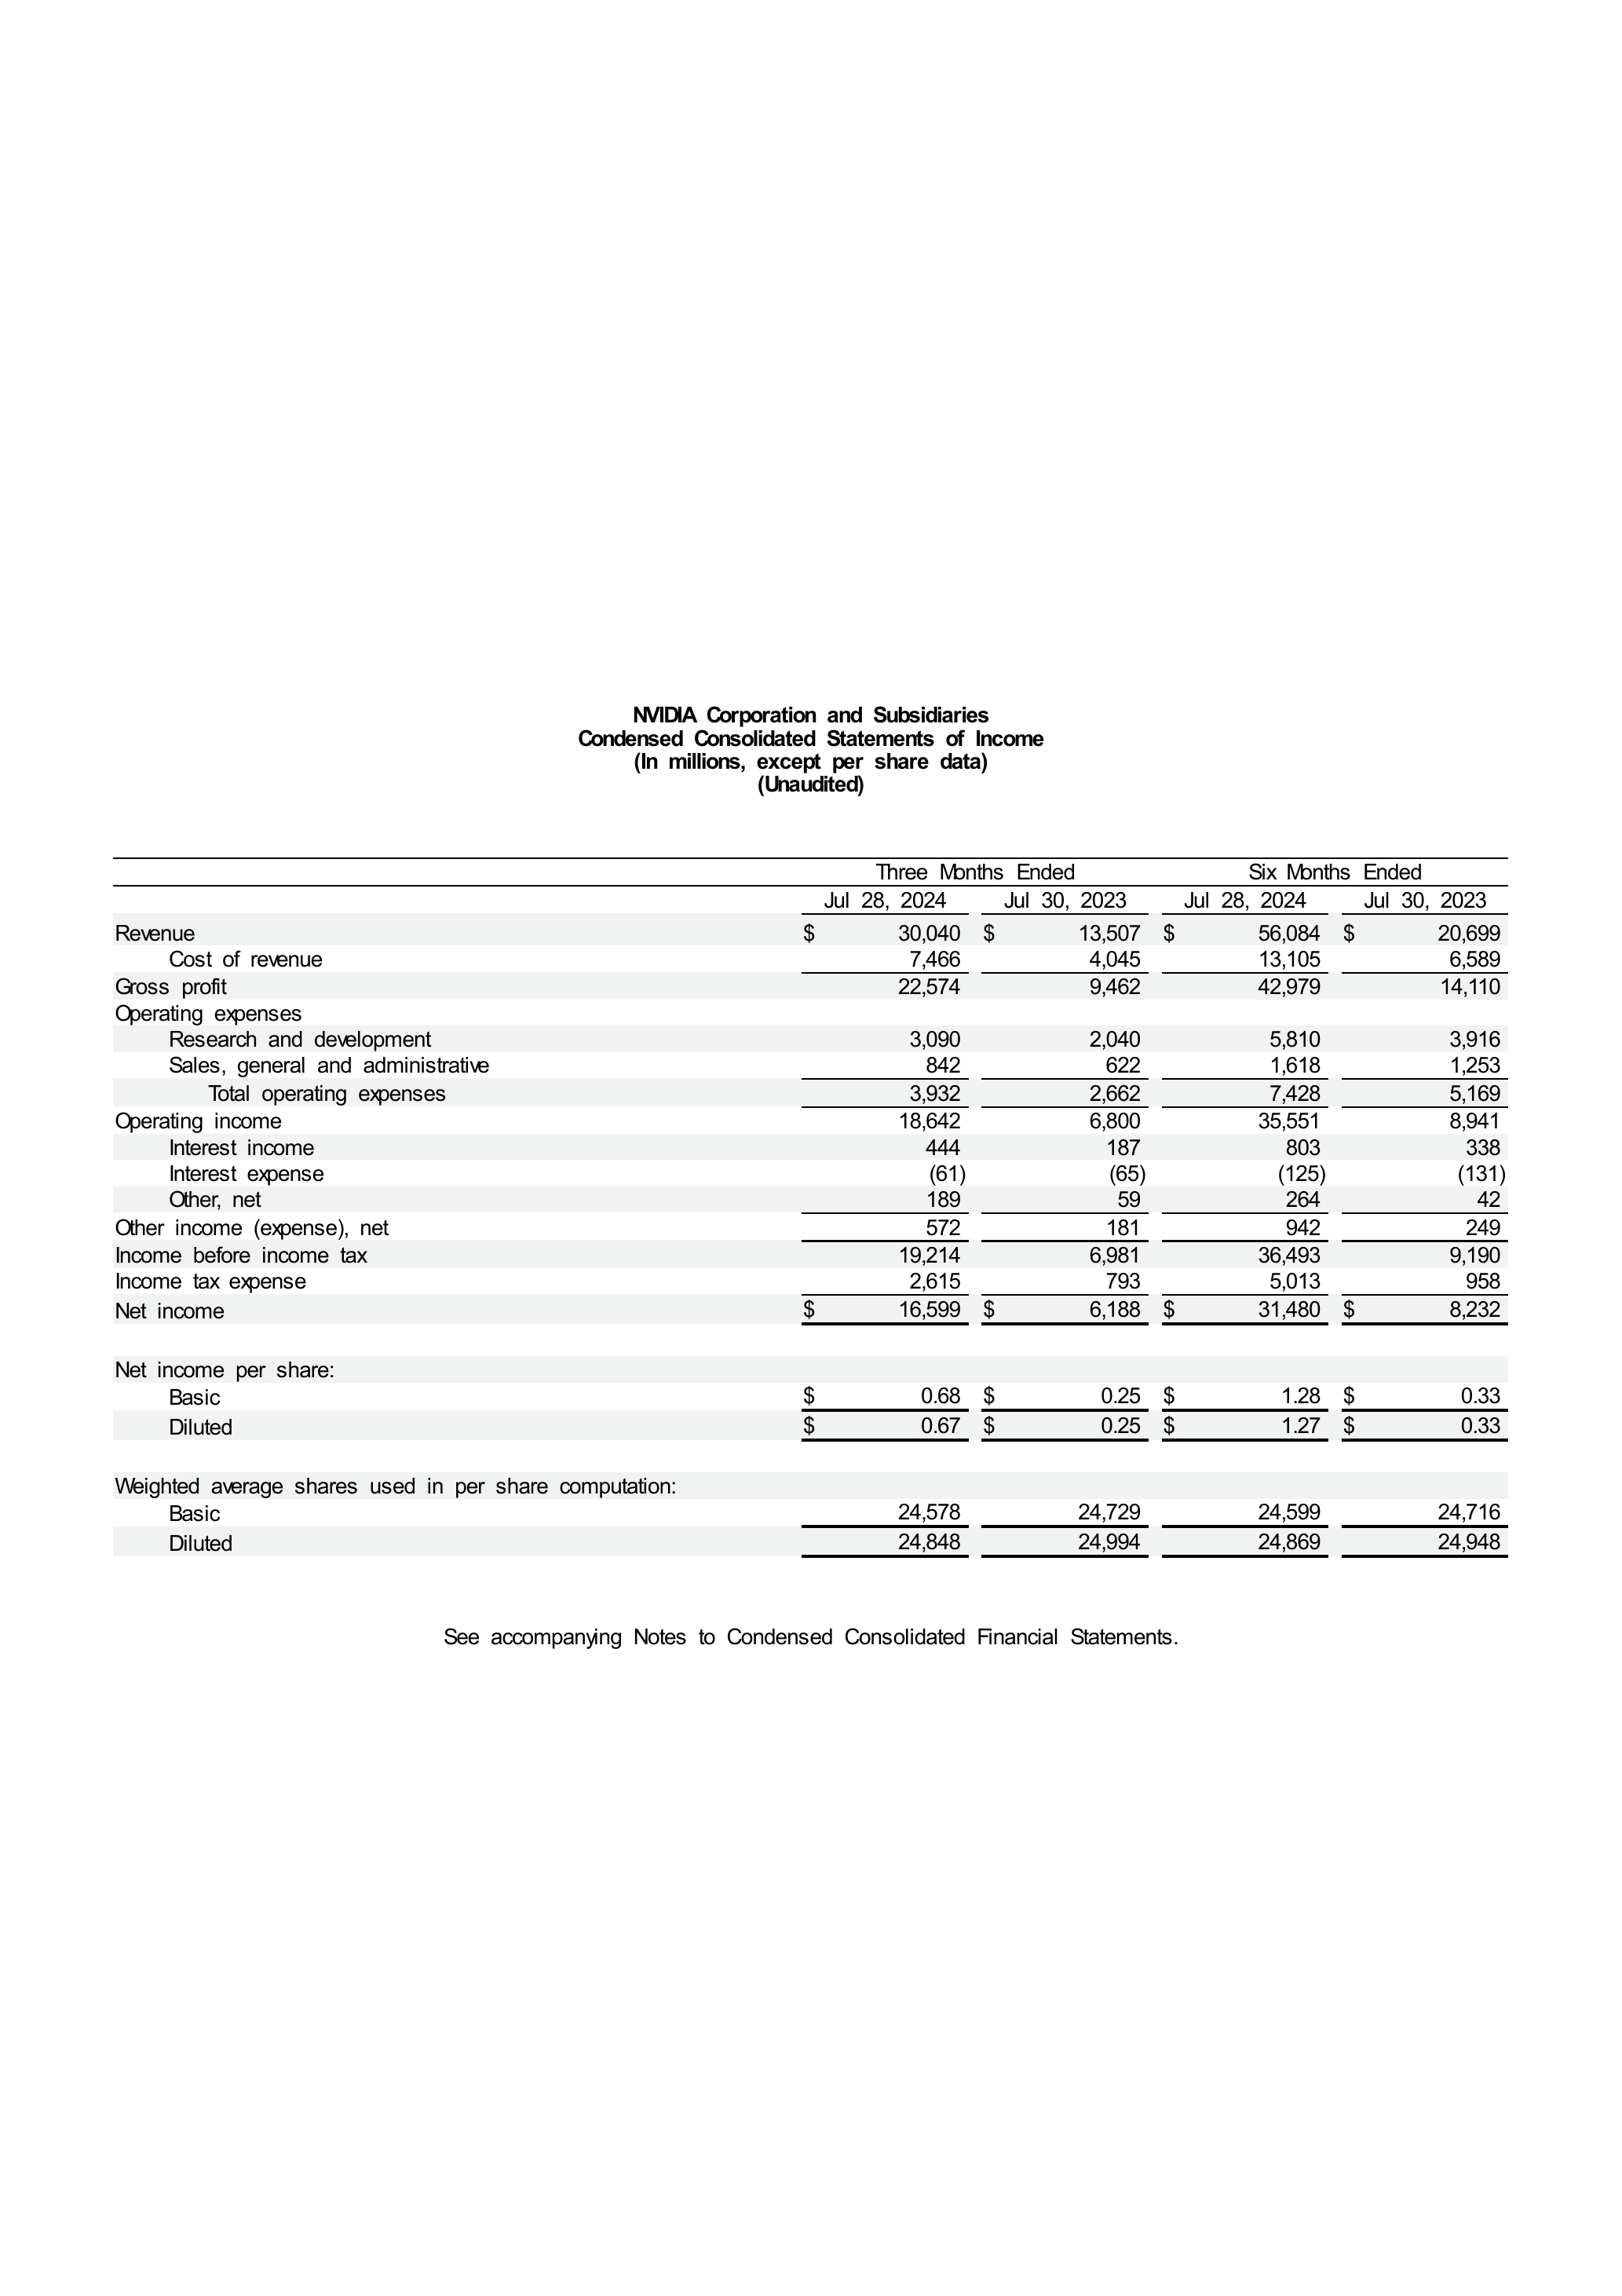 NVIDIA Corporation and Subsidiaries
Condensed Consolidated Statements of Income
(In millions, except per share data)
(Unaudited)
Three Months Ended Six Months Ended
Jul 28, 2024 Jul 30, 2023 Jul 28, 2024 Jul 30, 2023
Revenue $ 30,040 $ 13,507 $ 56,084 $ 20,699
Cost of revenue 7,466 4,045 13,105 6,589
Gross profit 22,574 9,462 42,979 14,110
Operating expenses
Research and development 3,090 2,040 5,810 3,916
Sales, general and administrative 842 622 1,618 1,253
Total operating expenses 3,932 2,662 7,428 5,169
Operating income 18,642 6,800 35,551 8,941
Interest income 444 187 803 338
Interest expense (61) (65) (125) (131)
Other, net 189 59 264 42
Other income (expense), net 572 181 942 249
Income before income tax 19,214 6,981 36,493 9,190
Income tax expense 2,615 793 5,013 958
Net income $ 16,599 $ 6,188 $ 31,480 $ 8,232
Net income per share:
Basic $ 0.68 $ 0.25 $ 1.28 $ 0.33
Diluted $ 0.67 $ 0.25 $ 1.27 $ 0.33
Weighted average shares used in per share computation:
Basic 24,578 24,729 24,599 24,716
Diluted 24,848 24,994 24,869 24,948
See accompanying Notes to Condensed Consolidated Financial Statements.